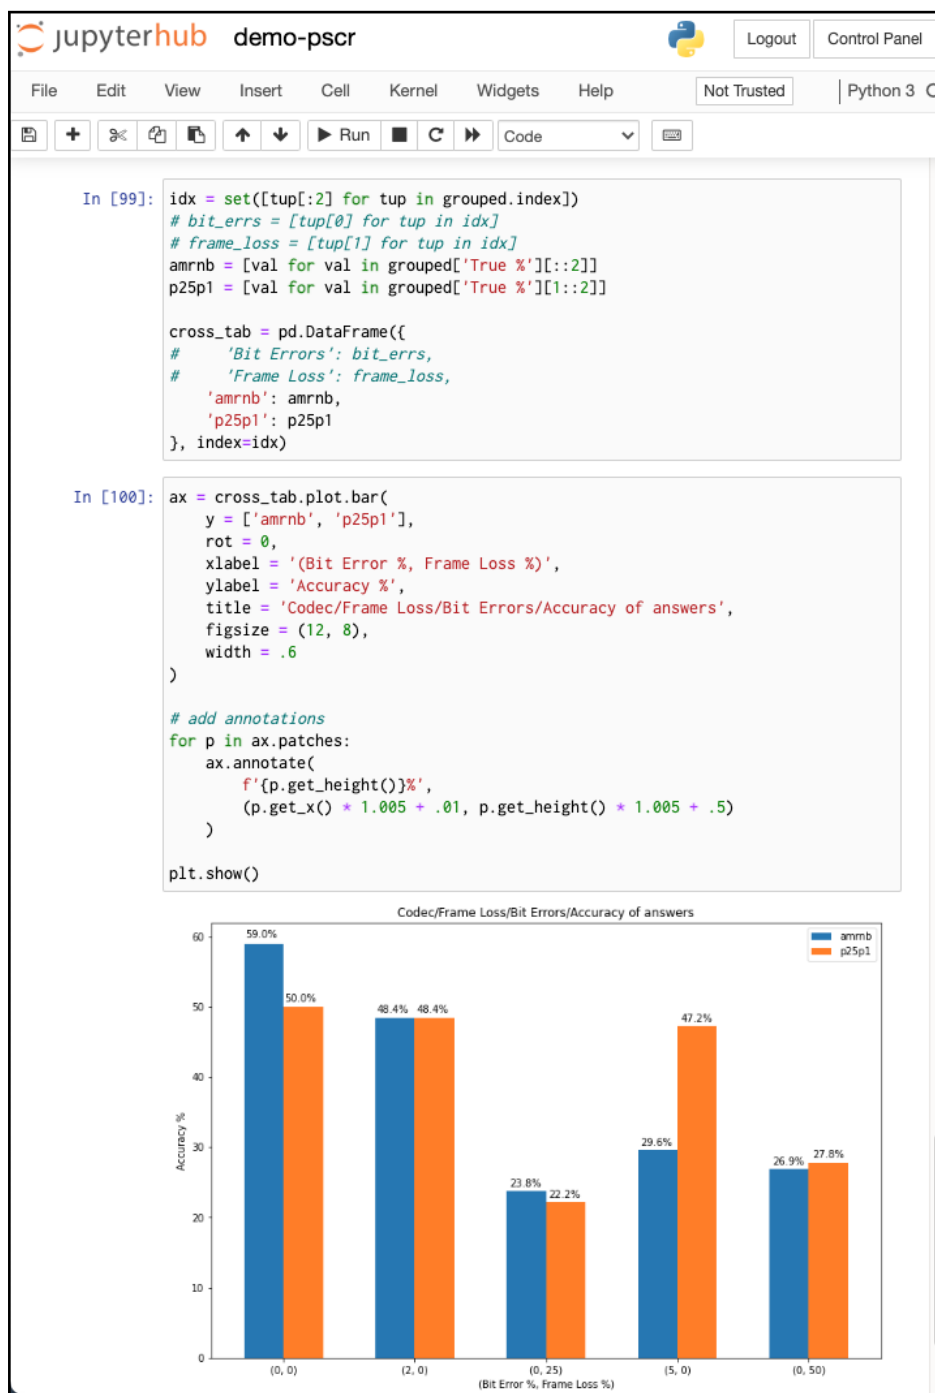 jupyterhub demo-pscr Logout Control Panel
File Edit View Insert Cell Kernel Widgets Help Not Trusted Python 3
Run Code
In [99]: idx = set([tup[:2] for tup in grouped.index])
# bit_errs = [tup[0] for tup in idx]
# frame_loss = [tup[1] for tup in idx]
amrnb = [val for val in grouped['True %'][::2]]
p25p1 = [val for val in grouped['True %'][1::2]]
cross_tab = pd.DataFrame({
#     'Bit Errors': bit_errs,
#     'Frame Loss': frame_loss,
    'amrnb': amrnb,
    'p25p1': p25p1
}, index=idx)
In [100]: ax = cross_tab.plot.bar(
    y = ['amrnb', 'p25p1'],
    rot = 0,
    xlabel = '(Bit Error %, Frame Loss %)',
    ylabel = 'Accuracy %',
    title = 'Codec/Frame Loss/Bit Errors/Accuracy of answers',
    figsize = (12, 8),
    width = .6
)
# add annotations
for p in ax.patches:
    ax.annotate(
        f'{p.get_height()}%',
        (p.get_x() * 1.005 + .01, p.get_height() * 1.005 + .5)
    )
plt.show()
Codec/Frame Loss/Bit Errors/Accuracy of answers
amrnb
p25p1
60
50
40
30
20
10
0
Accuracy %
59.0%
50.0%
48.4% 48.4%
23.8%
22.2%
29.6%
47.2%
26.9%
27.8%
(0, 0) (2, 0) (0, 25) (5, 0) (0, 50)
(Bit Error %, Frame Loss %)